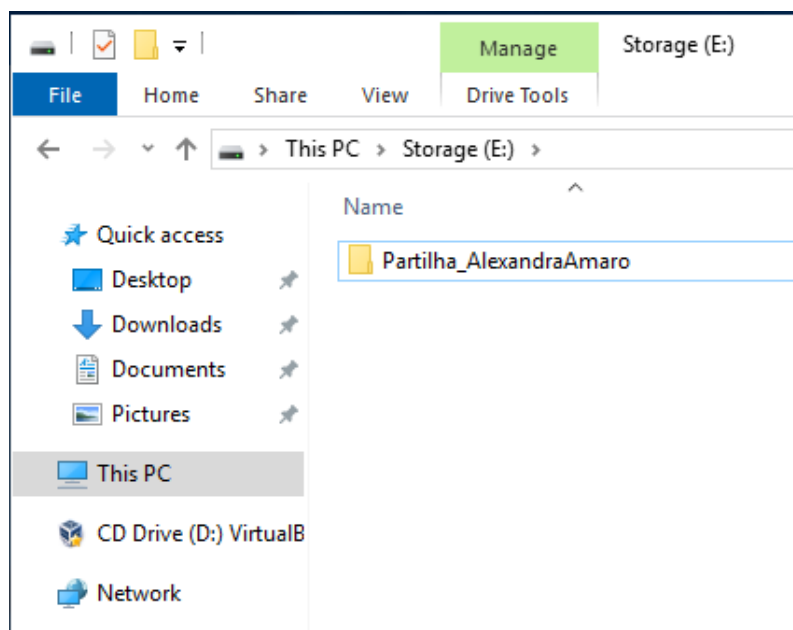 Manage
Storage (E:)
File
Home
Share
View
Drive Tools
This PC
Storage (E:)
Name
Quick access
Partilha_AlexandraAmaro
Desktop
Downloads
Documents
Pictures
This PC
CD Drive (D:) VirtualB
Network